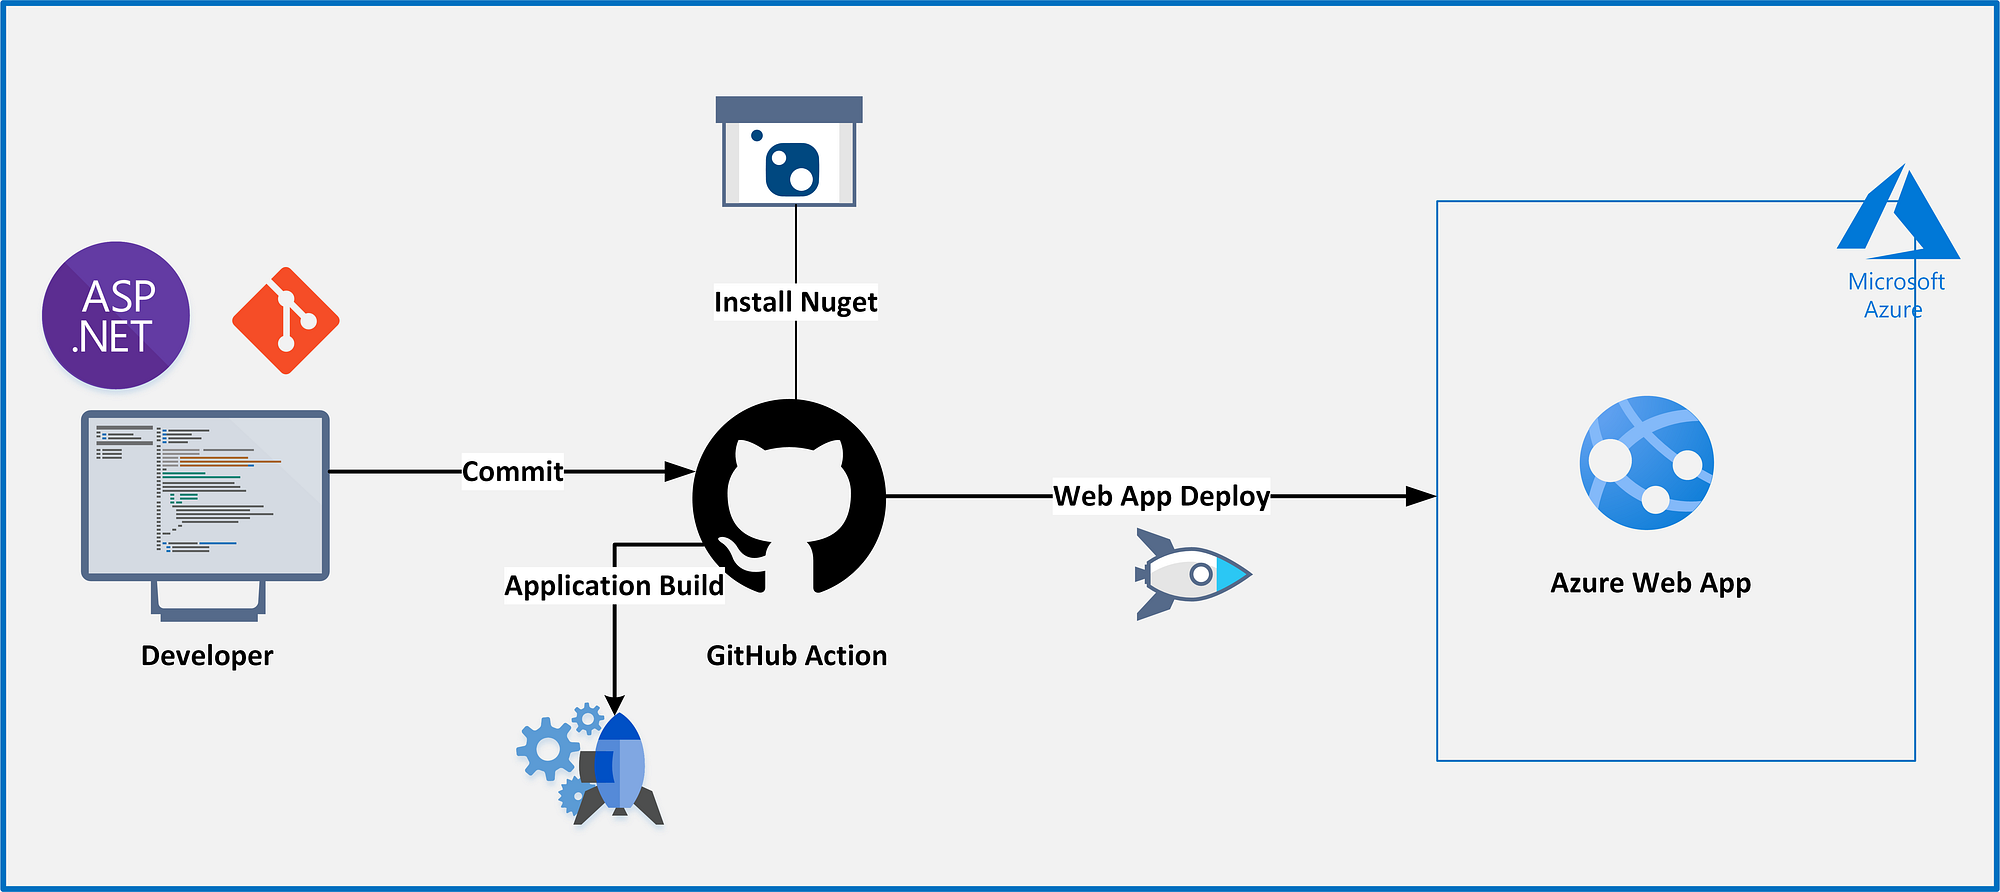 ASP
.NET
Install Nuget
Microsoft
Azure
Commit
Web App Deploy
Application Build
Azure Web App
Developer
GitHub Action